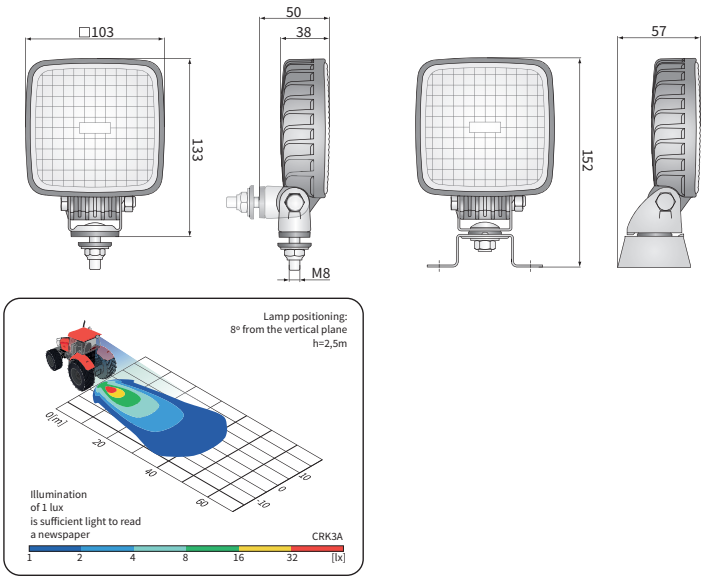 50
□103
38
57
133
152
M8
Lamp positioning:
8º from the vertical plane
h=2,5m
0[m]
20
40
60
-10
0
10
Illumination
of 1 lux
is sufficient light to read
a newspaper
CRK3A
1 2 4 8 16 32 [lx]